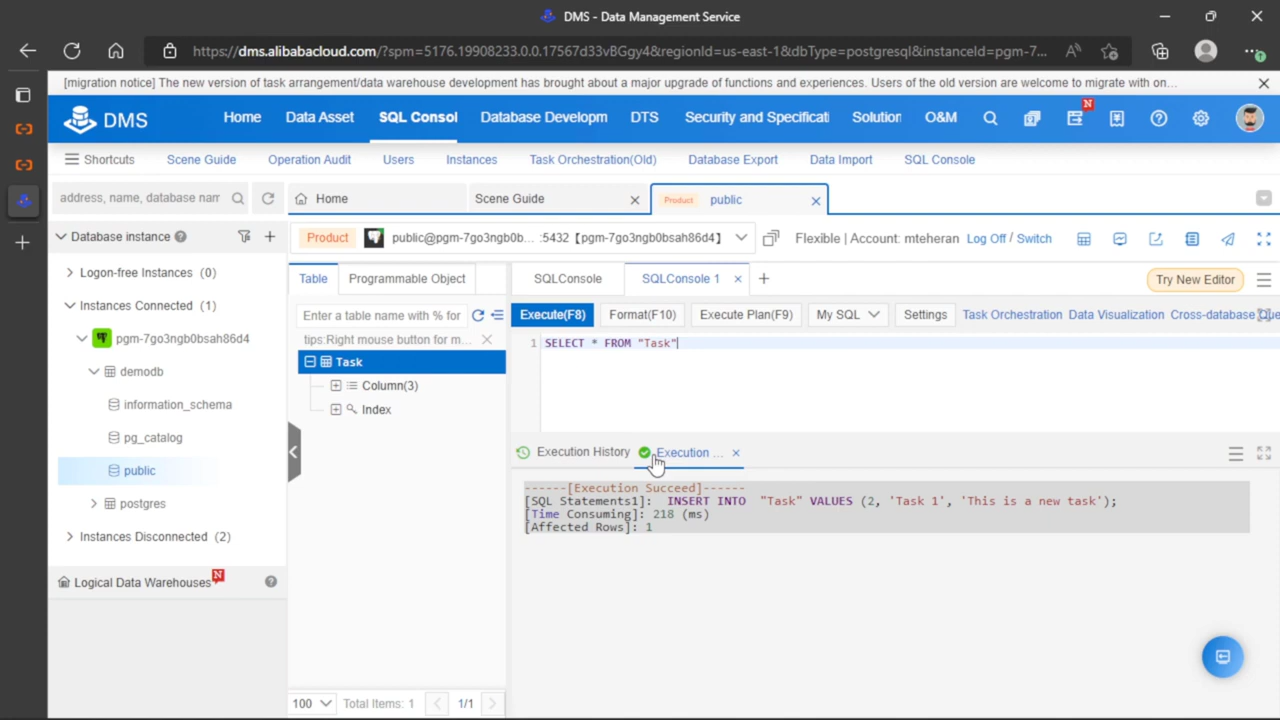 DMS - Data Management Service
https://dms.alibabacloud.com/?spm=5176.19908233.0.0.17567d33vBGgy4&regionId=us-east-1&dbType=postgresql&instanceId=pgm-7...
[migration notice] The new version of task arrangement/data warehouse development has brought about a major upgrade of functions and experiences. Users of the old version are welcome to migrate with on...
DMS Home Data Asset SQL Consol Database Developm DTS Security and Specificati Solution O&M N
Shortcuts Scene Guide Operation Audit Users Instances Task Orchestration(Old) Database Export Data Import SQL Console
address, name, database nam
Home Scene Guide Product public
Database instance
Logon-free Instances (0)
Instances Connected (1)
pgm-7go3ngb0bsah86d4
demodb
information_schema
pg_catalog
public
postgres
Instances Disconnected (2)
Logical Data Warehouses N
Product public@pgm-7go3ngb0b... :5432【pgm-7go3ngb0bsah86d4】 Flexible | Account: mteheran Log Off / Switch
Table Programmable Object
Enter a table name with % for
tips:Right mouse button for m...
Task
Column(3)
Index
100 Total Items: 1 1/1
SQLConsole SQLConsole 1 Try New Editor
Execute(F8) Format(F10) Execute Plan(F9) My SQL Settings Task Orchestration Data Visualization Cross-database Que
1 SELECT * FROM "Task"
Execution History Execution ...
------[Execution Succeed]------
[SQL Statements1]: INSERT INTO "Task" VALUES (2, 'Task 1', 'This is a new task');
[Time Consuming]: 218 (ms)
[Affected Rows]: 1